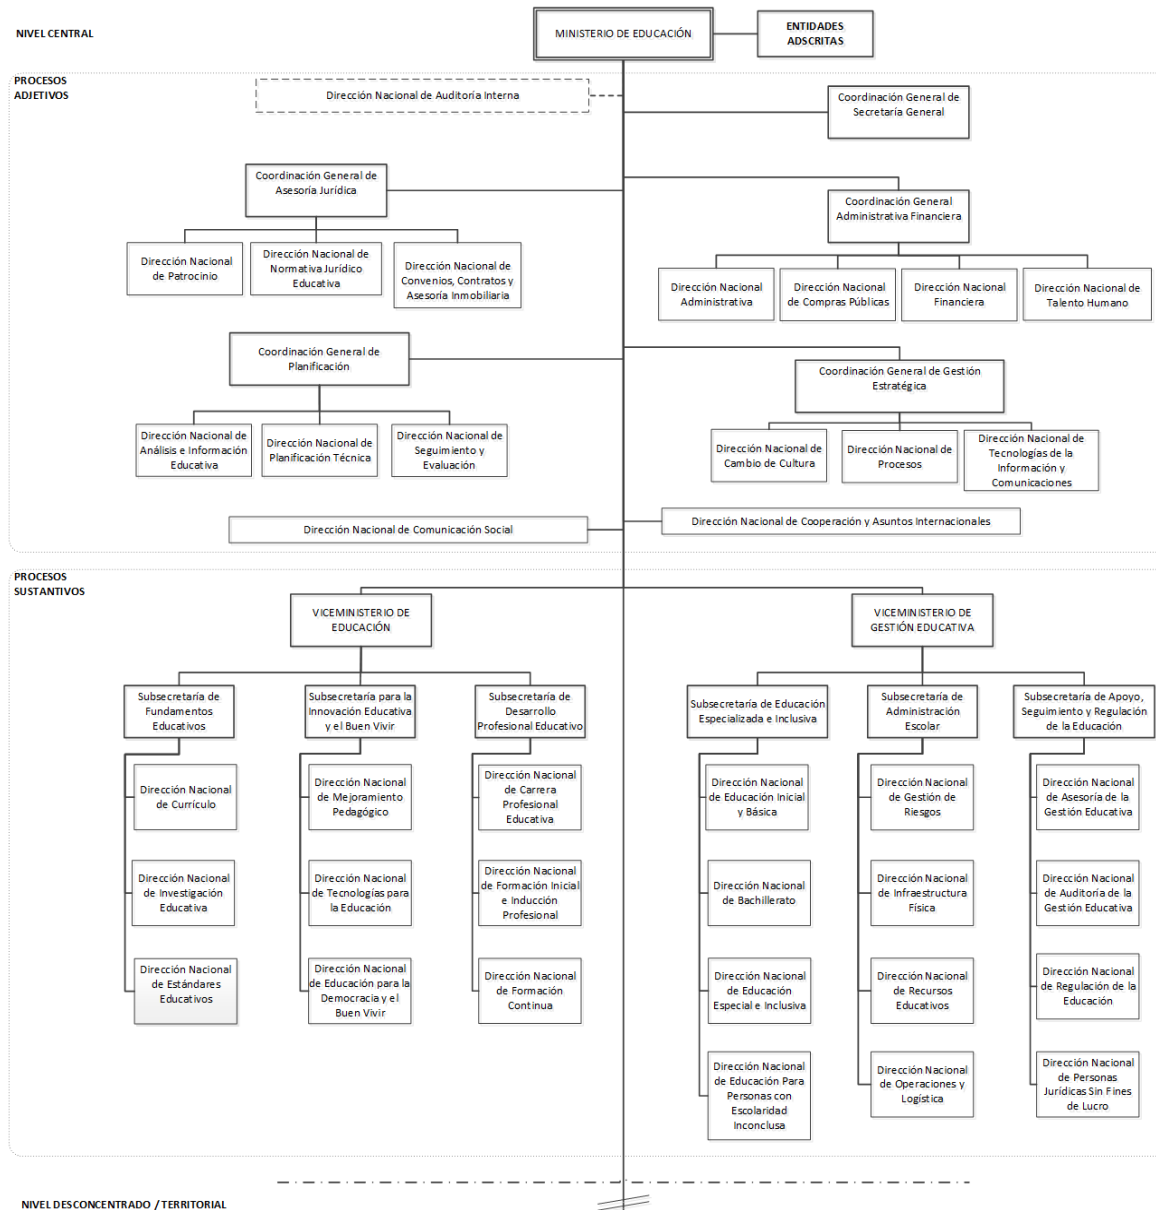 NIVEL CENTRAL
MINISTERIO DE EDUCACIÓN
ENTIDADES
ADSCRITAS
PROCESOS
ADJETIVOS
Dirección Nacional de Auditoría Interna
Coordinación General de
Secretaría General
Coordinación General de
Asesoría Jurídica
Coordinación General
Administrativa Financiera
Dirección Nacional
de Patrocinio
Dirección Nacional de
Normativa Jurídico
Educativa
Dirección Nacional de
Convenios, Contratos y
Asesoría Inmobiliaria
Dirección Nacional
Administrativa
Dirección Nacional
de Compras Públicas
Dirección Nacional
Financiera
Dirección Nacional de
Talento Humano
Coordinación General de
Planificación
Coordinación General de Gestión
Estratégica
Dirección Nacional de
Análisis e Información
Educativa
Dirección Nacional de
Planificación Técnica
Dirección Nacional de
Seguimiento y
Evaluación
Dirección Nacional de
Cambio de Cultura
Dirección Nacional de
Procesos
Dirección Nacional de
Tecnologías de la
Información y
Comunicaciones
Dirección Nacional de Comunicación Social
Dirección Nacional de Cooperación y Asuntos Internacionales
PROCESOS
SUSTANTIVOS
VICEMINISTERIO DE
EDUCACIÓN
VICEMINISTERIO DE
GESTIÓN EDUCATIVA
Subsecretaría de
Fundamentos
Educativos
Subsecretaría para la
Innovación Educativa
y el Buen Vivir
Subsecretaría de
Desarrollo
Profesional Educativo
Subsecretaría de Educación
Especializada e Inclusiva
Subsecretaría de
Administración
Escolar
Subsecretaría de Apoyo,
Seguimiento y Regulación
de la Educación
Dirección Nacional
de Currículo
Dirección Nacional
de Mejoramiento
Pedagógico
Dirección Nacional
de Carrera
Profesional
Educativa
Dirección Nacional
de Educación Inicial
y Básica
Dirección Nacional
de Gestión de
Riesgos
Dirección Nacional
de Asesoría de la
Gestión Educativa
Dirección Nacional
de Investigación
Educativa
Dirección Nacional
de Tecnologías para
la Educación
Dirección Nacional
de Formación Inicial
e Inducción
Profesional
Dirección Nacional
de Bachillerato
Dirección Nacional
de Infraestructura
Física
Dirección Nacional
de Auditoría de la
Gestión Educativa
Dirección Nacional
de Estándares
Educativos
Dirección Nacional
de Educación para la
Democracia y el
Buen Vivir
Dirección Nacional
de Formación
Continua
Dirección Nacional
de Educación
Especial e Inclusiva
Dirección Nacional
de Recursos
Educativos
Dirección Nacional
de Regulación de la
Educación
Dirección Nacional
de Educación Para
Personas con
Escolaridad
Inconclusa
Dirección Nacional
de Operaciones y
Logística
Dirección Nacional
de Personas
Jurídicas Sin Fines
de Lucro
NIVEL DESCONCENTRADO / TERRITORIAL